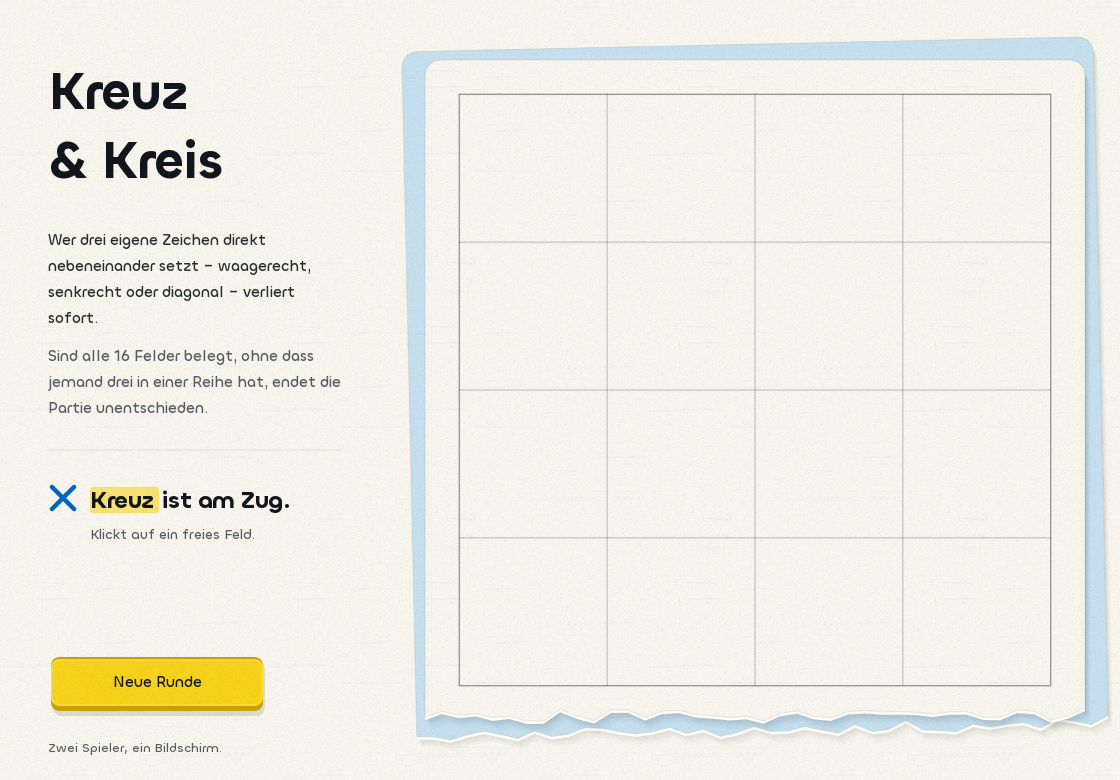 Kreuz
& Kreis
Wer drei eigene Zeichen direkt
nebeneinander setzt – waagerecht,
senkrecht oder diagonal – verliert
sofort.
Sind alle 16 Felder belegt, ohne dass
jemand drei in einer Reihe hat, endet die
Partie unentschieden.
Kreuz ist am Zug.
Klickt auf ein freies Feld.
Neue Runde
Zwei Spieler, ein Bildschirm.